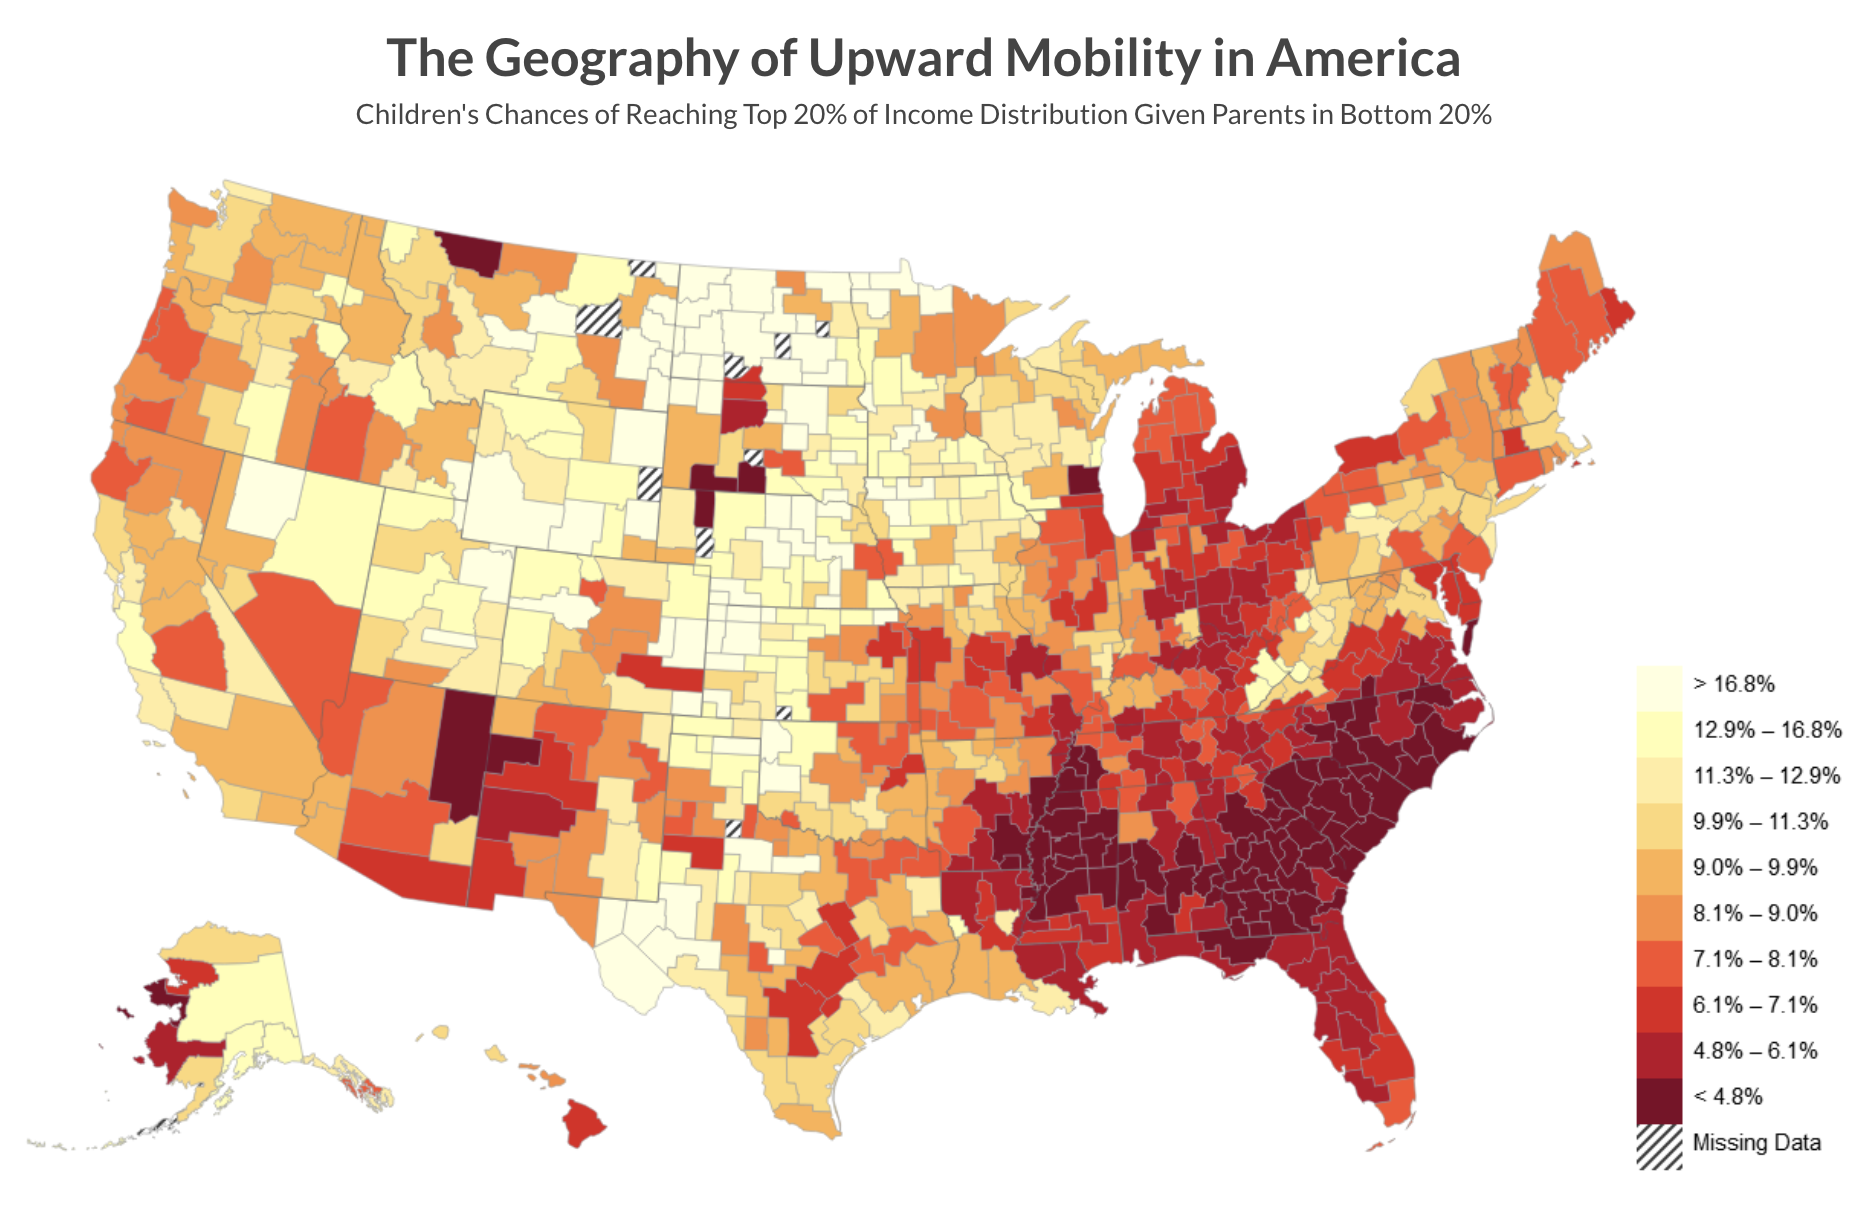 The Geography of Upward Mobility in America
Children's Chances of Reaching Top 20% of Income Distribution Given Parents in Bottom 20%
> 16.8%
12.9% – 16.8%
11.3% – 12.9%
9.9% – 11.3%
9.0% – 9.9%
8.1% – 9.0%
7.1% – 8.1%
6.1% – 7.1%
4.8% – 6.1%
< 4.8%
Missing Data